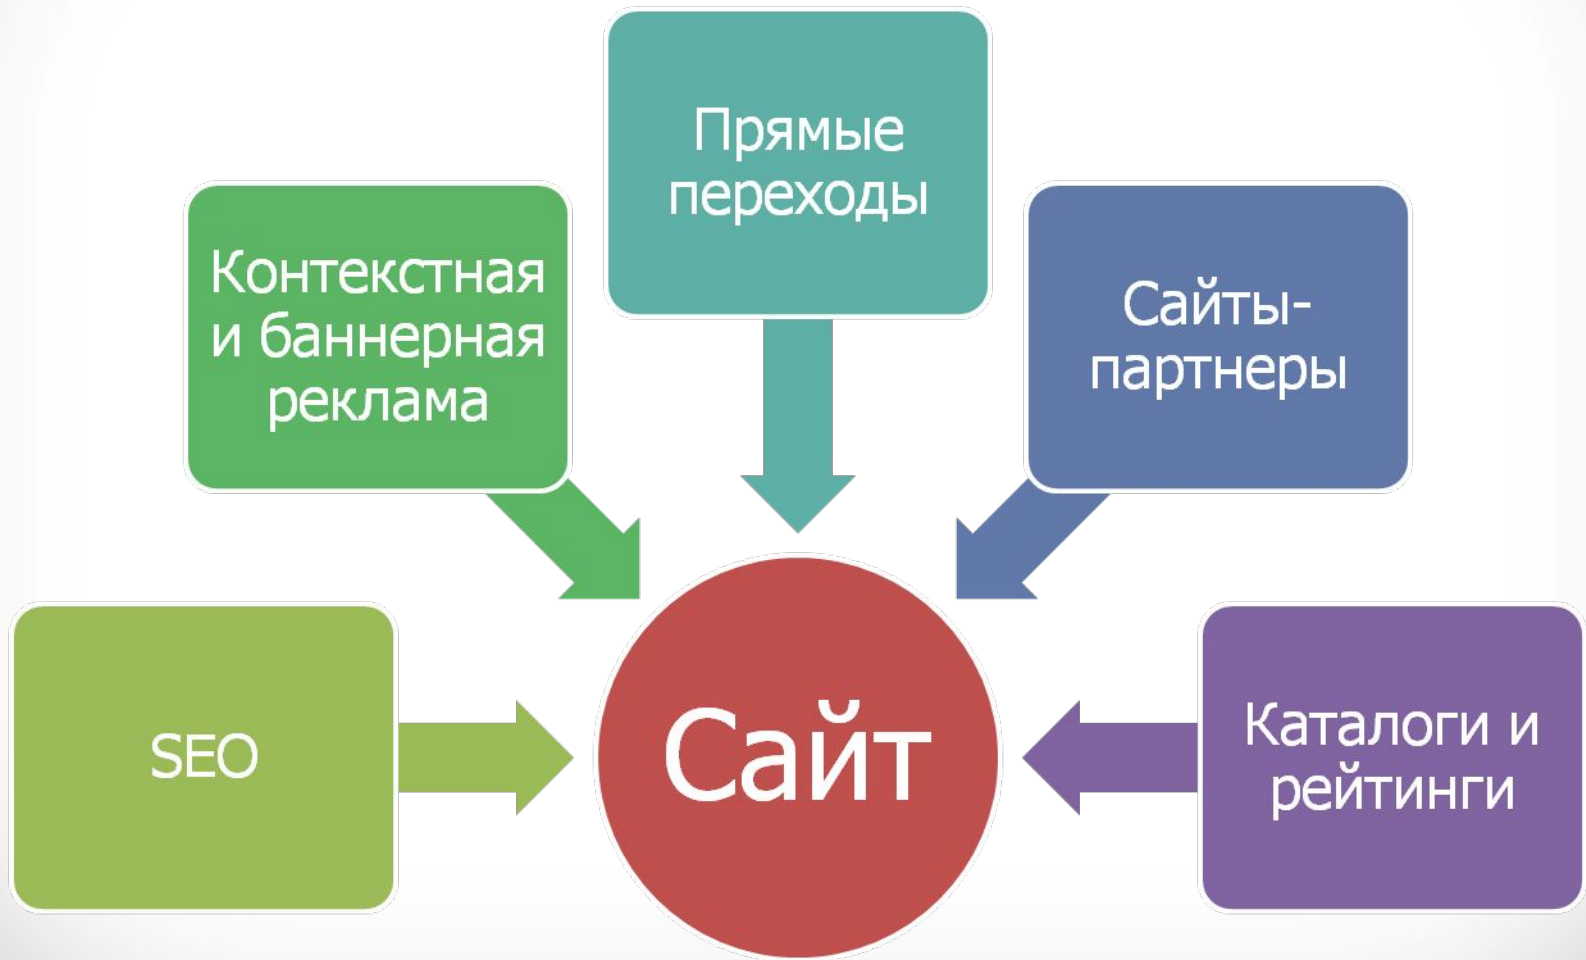 Прямые
переходы
Контекстная
и баннерная
реклама
Сайты-
партнеры
SEO
Сайт
Каталоги и
рейтинги